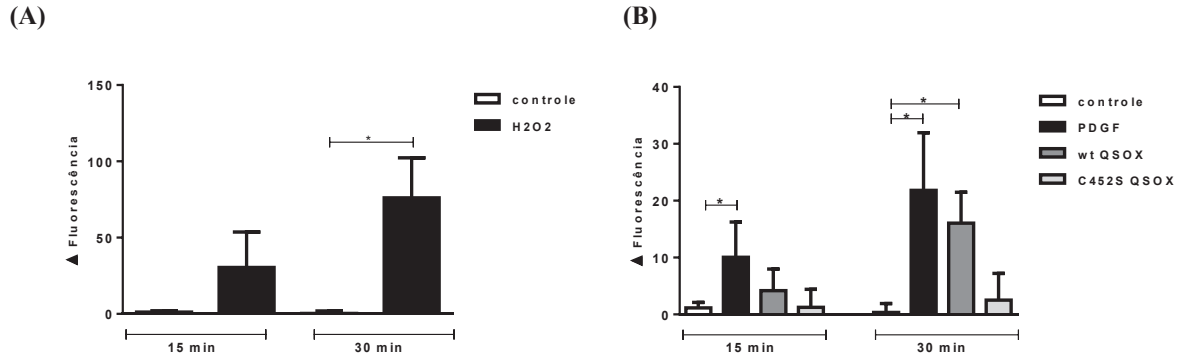 (A)
(B)
150
100
50
0
▲ Fluorescência
controle
H2O2
*
15 min
30 min
40
30
20
10
0
▲ Fluorescência
controle
PDGF
wt QSOX
C452S QSOX
*
*
*
15 min
30 min